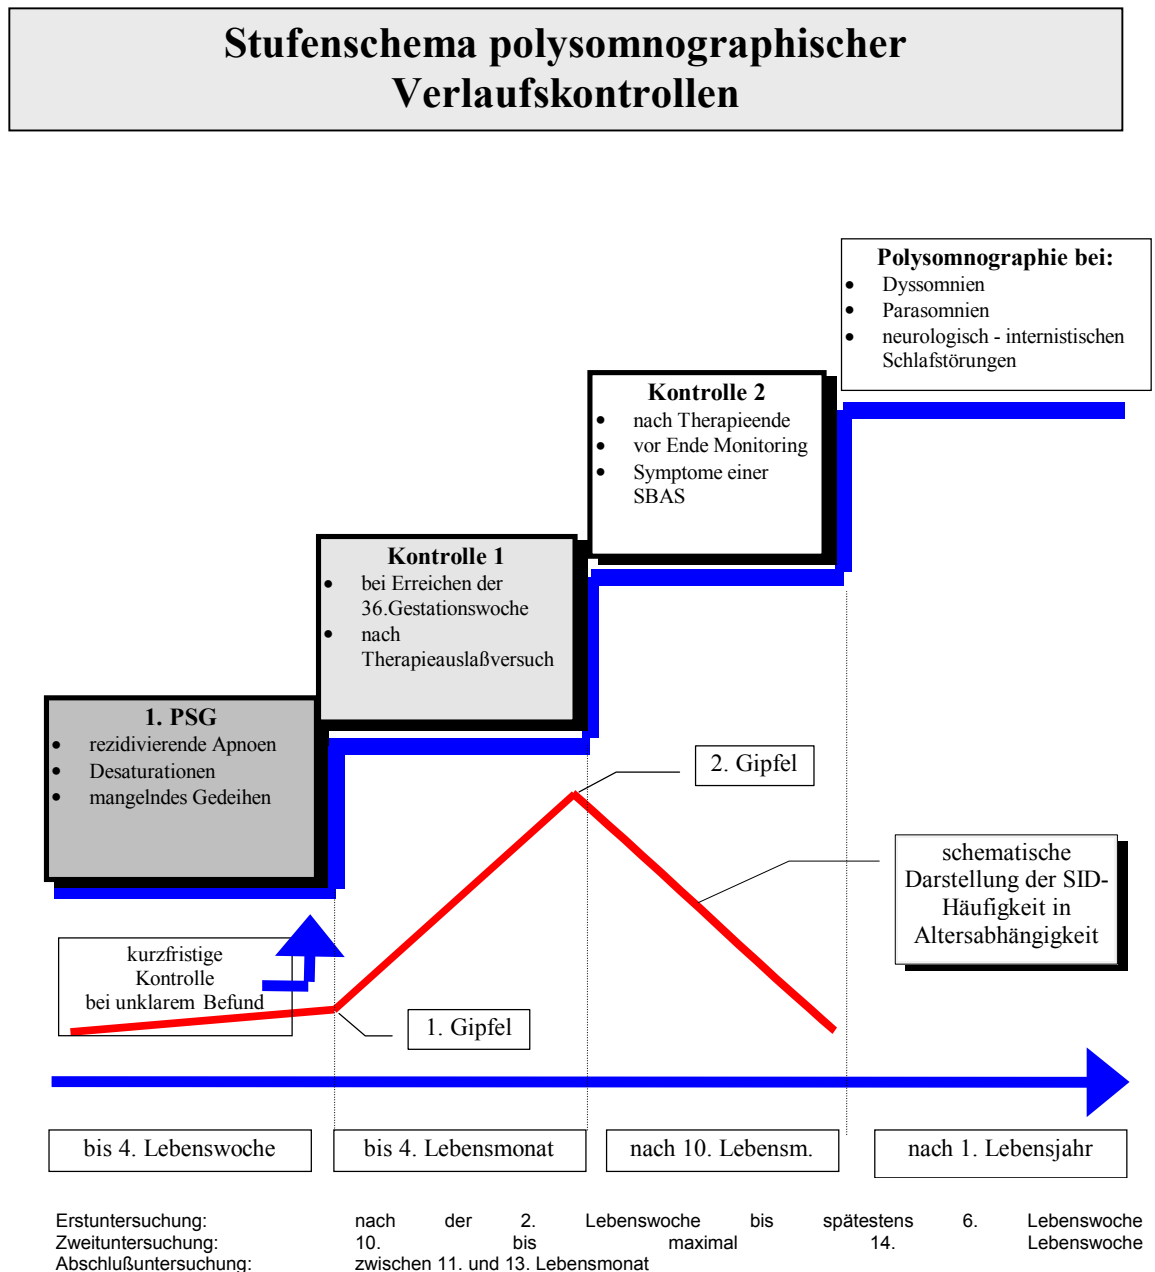 Stufenschema polysomnographischer
Verlaufskontrollen
Polysomnographie bei:
• Dyssomnien
• Parasomnien
• neurologisch - internistischen
Schlafstörungen
Kontrolle 2
• nach Therapieende
• vor Ende Monitoring
• Symptome einer
SBAS
Kontrolle 1
• bei Erreichen der
36.Gestationswoche
• nach
Therapieauslaßversuch
1. PSG
• rezidivierende Apnoen
• Desaturationen
• mangelndes Gedeihen
2. Gipfel
schematische
Darstellung der SID-
Häufigkeit in
Altersabhängigkeit
kurzfristige
Kontrolle
bei unklarem Befund
1. Gipfel
bis 4. Lebenswoche
bis 4. Lebensmonat
nach 10. Lebensm.
nach 1. Lebensjahr
Erstuntersuchung: nach der 2. Lebenswoche bis spätestens 6. Lebenswoche
Zweituntersuchung: 10. bis maximal 14. Lebenswoche
Abschlußuntersuchung: zwischen 11. und 13. Lebensmonat